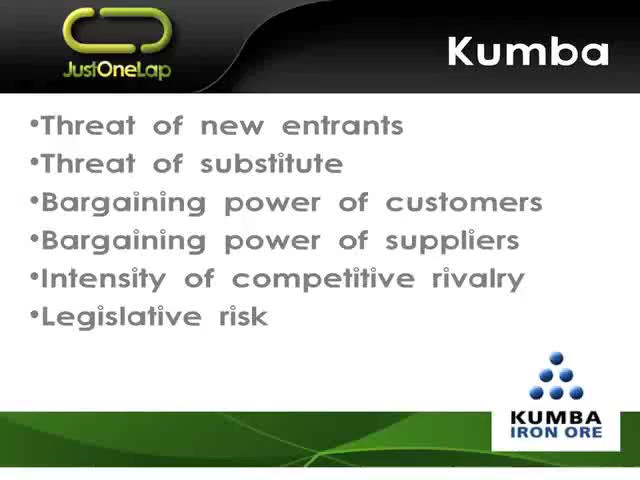 JustOneLap
Kumba
•Threat of new entrants
•Threat of substitute
•Bargaining power of customers
•Bargaining power of suppliers
•Intensity of competitive rivalry
•Legislative risk
KUMBA
IRON ORE